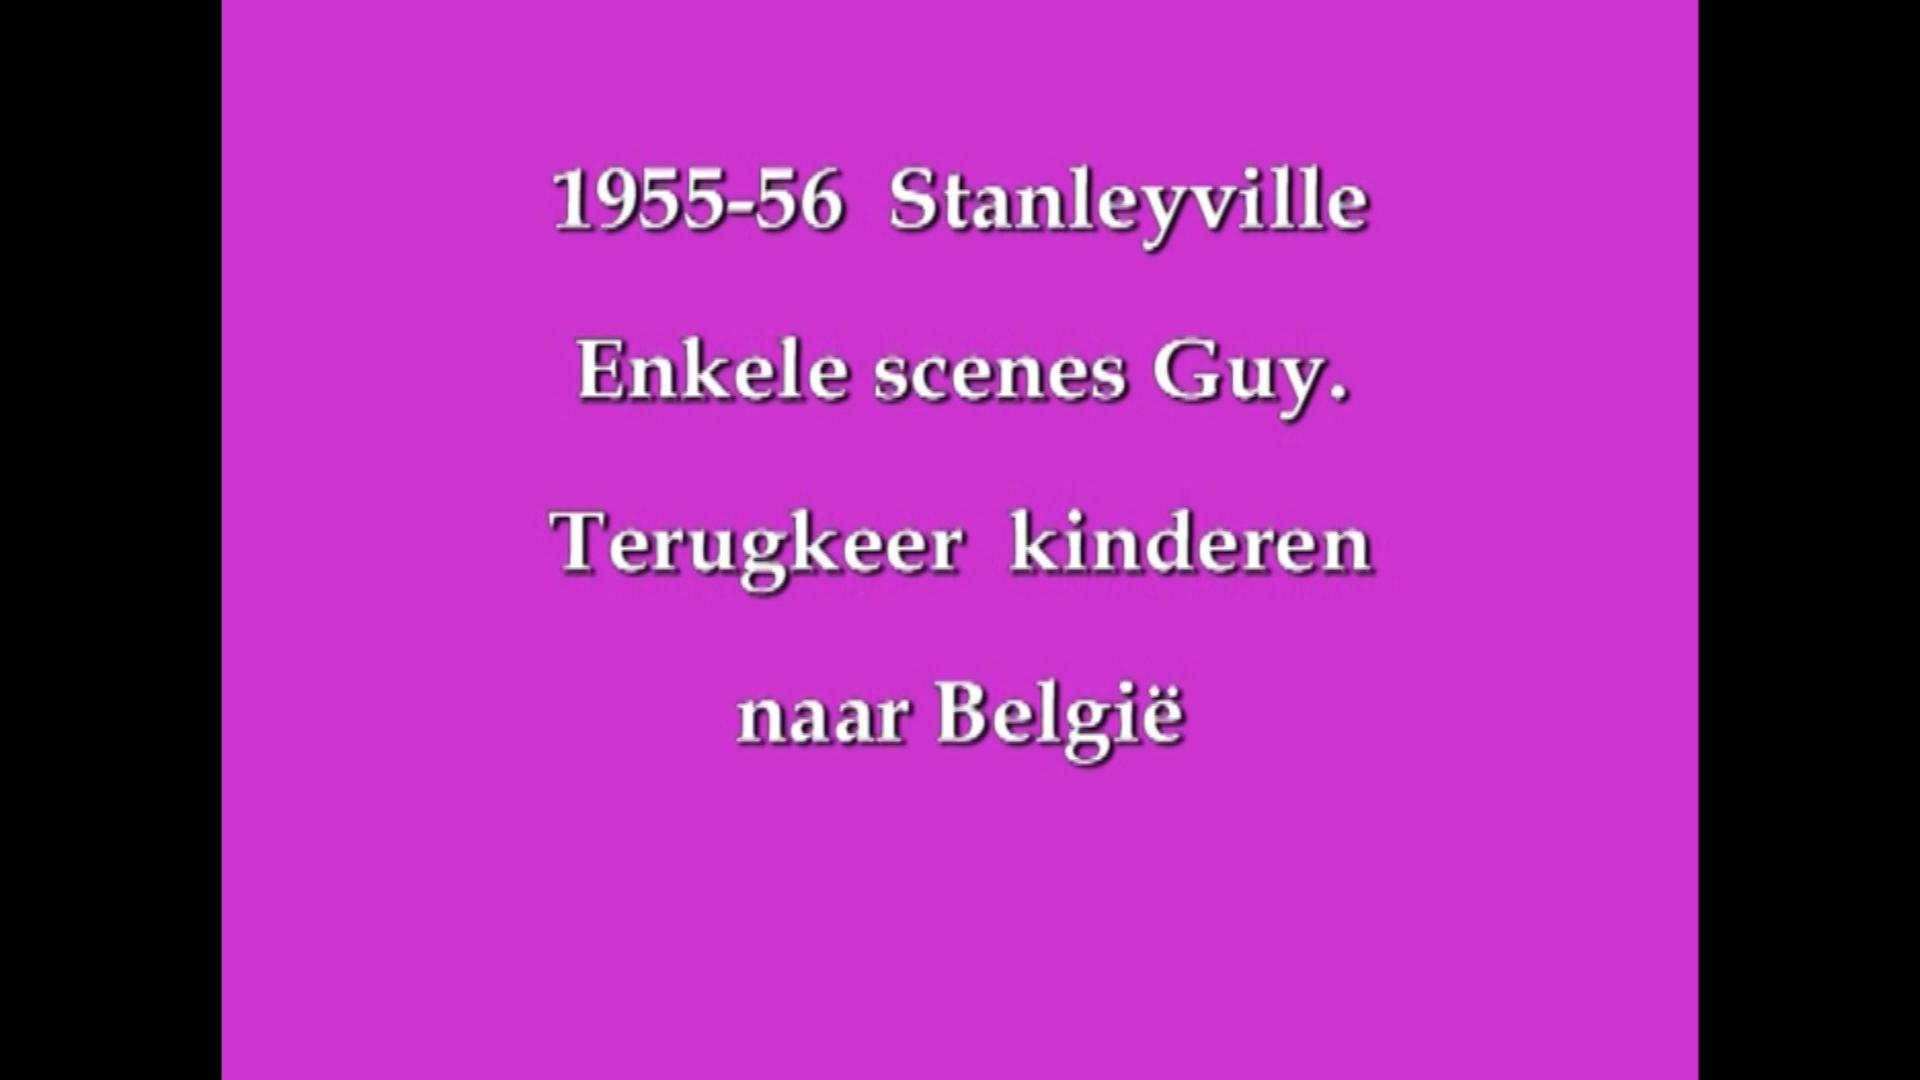 1955-56 Stanleyville
Enkele scenes Guy.
Terugkeer kinderen
naar België